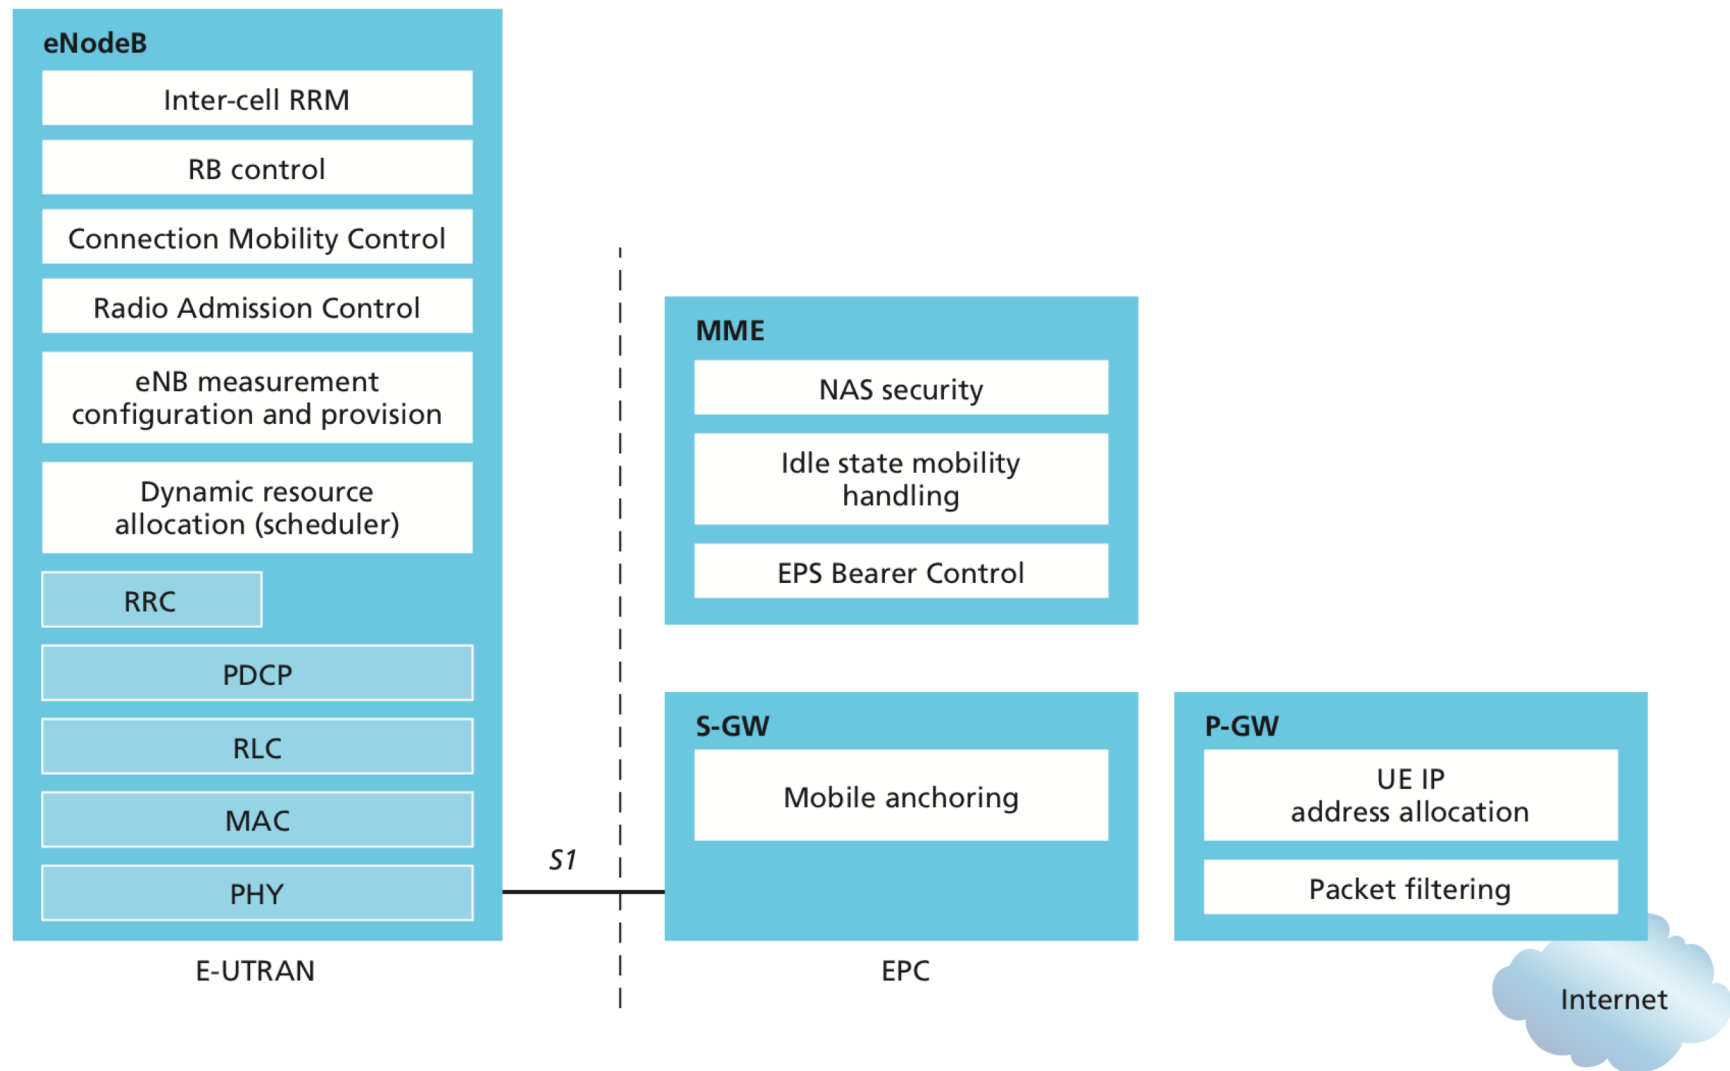 eNodeB
Inter-cell RRM
RB control
Connection Mobility Control
Radio Admission Control
eNB measurement
configuration and provision
Dynamic resource
allocation (scheduler)
RRC
PDCP
RLC
MAC
PHY
E-UTRAN
S1
MME
NAS security
Idle state mobility
handling
EPS Bearer Control
S-GW
Mobile anchoring
EPC
P-GW
UE IP
address allocation
Packet filtering
Internet